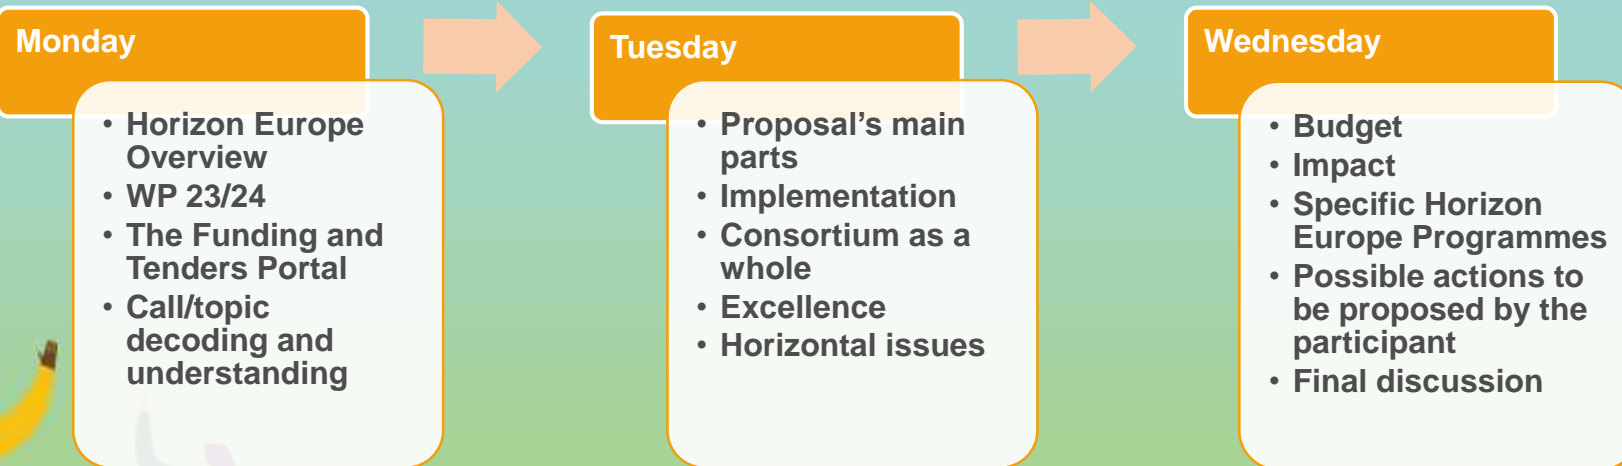 Monday
• Horizon Europe
Overview
• WP 23/24
• The Funding and
Tenders Portal
• Call/topic
decoding and
understanding
Tuesday
• Proposal’s main
parts
• Implementation
• Consortium as a
whole
• Excellence
• Horizontal issues
Wednesday
• Budget
• Impact
• Specific Horizon
Europe Programmes
• Possible actions to
be proposed by the
participant
• Final discussion